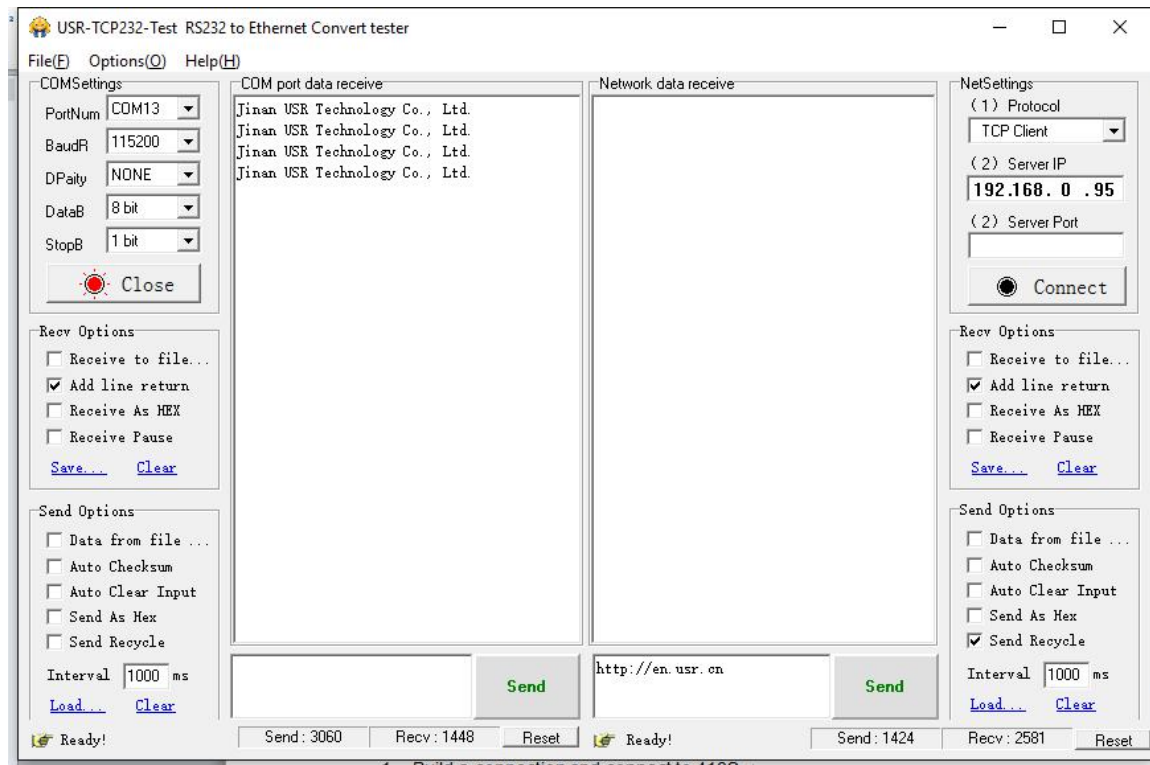 USR-TCP232-Test RS232 to Ethernet Convert tester
File(F) Options(O) Help(H)
COMSettings
PortNum COM13
BaudR 115200
DPaity NONE
DataB 8 bit
StopB 1 bit
Close
Recv Options
Receive to file...
Add line return
Receive As HEX
Receive Pause
Save... Clear
Send Options
Data from file ...
Auto Checksum
Auto Clear Input
Send As Hex
Send Recycle
Interval 1000 ms
Load... Clear
Ready!
COM port data receive
Jinan USR Technology Co., Ltd.
Jinan USR Technology Co., Ltd.
Jinan USR Technology Co., Ltd.
Jinan USR Technology Co., Ltd.
Send
Send : 3060 Recv : 1448 Reset
Network data receive
http://en.usr.cn
Send
Ready!
Send : 1424 Recv : 2581 Reset
NetSettings
(1) Protocol
TCP Client
(2) Server IP
192.168. 0 .95
(2) Server Port
Connect
Recv Options
Receive to file...
Add line return
Receive As HEX
Receive Pause
Save... Clear
Send Options
Data from file ...
Auto Checksum
Auto Clear Input
Send As Hex
Send Recycle
Interval 1000 ms
Load... Clear